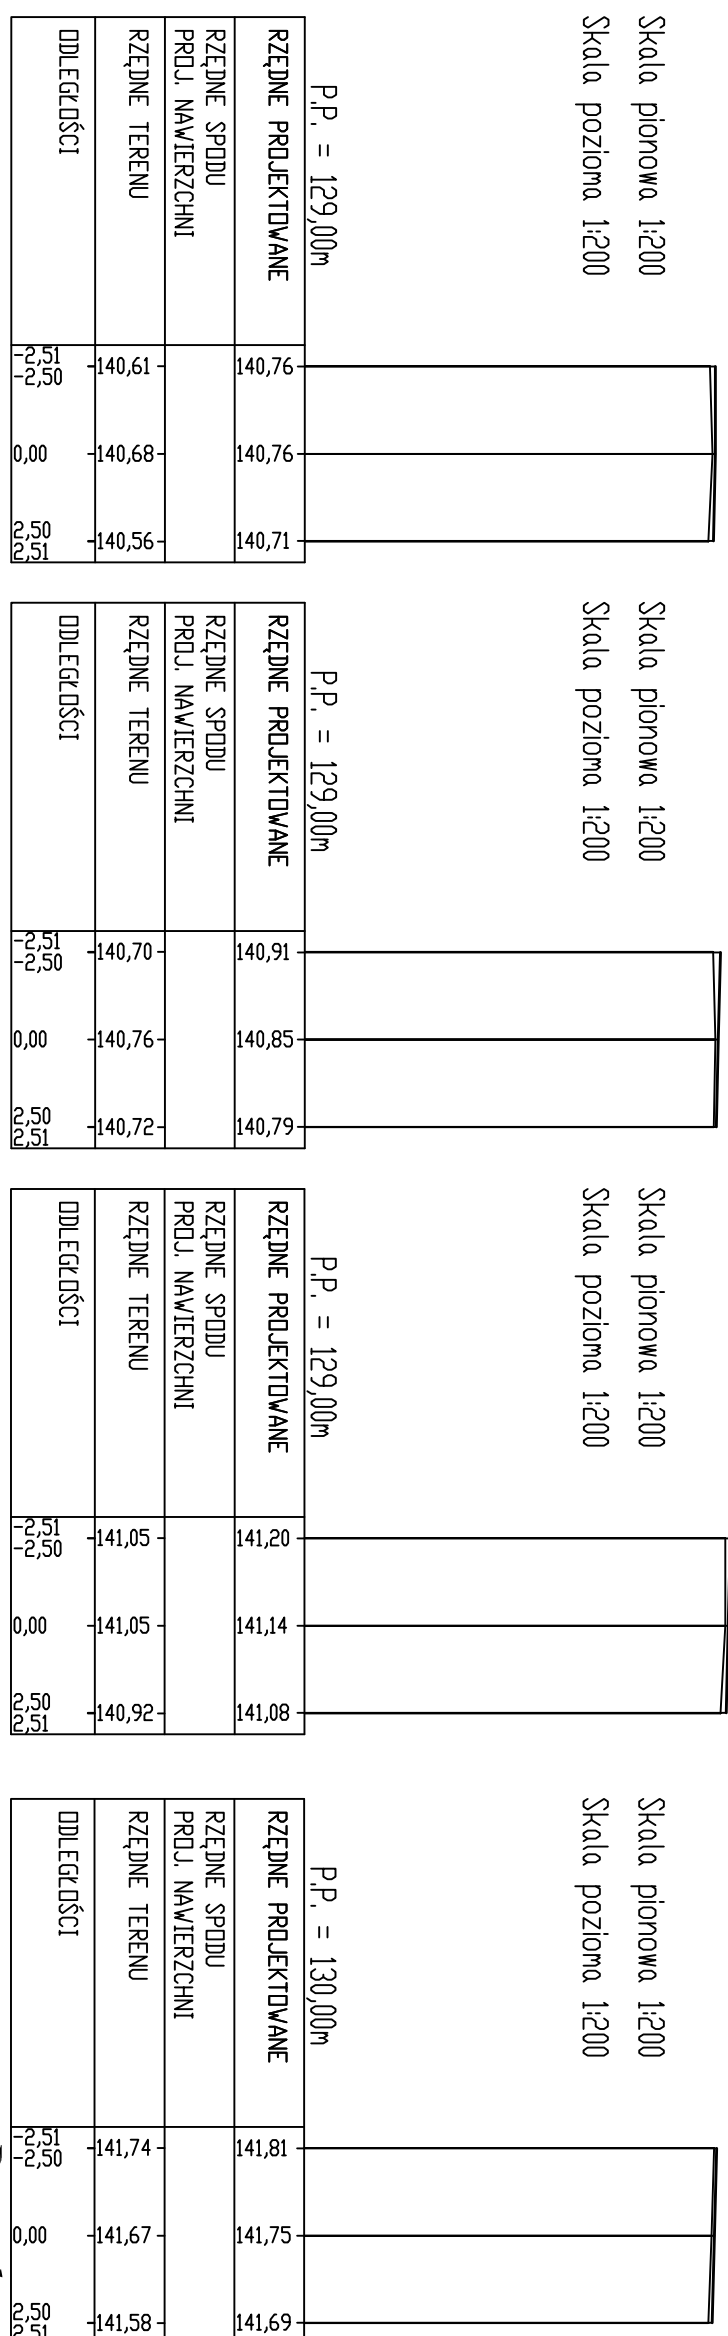 Skala pionowa 1:200
Skala pozioma 1:200
P.P. = 129,00m
RZĘDNE PROJEKTOWANE 140,76 140,76 140,71
RZĘDNE SPODU
PROJ. NAWIERZCHNI
RZĘDNE TERENU 140,61 140,68 140,56
ODLEGŁOŚCI -2,51 -2,50 0,00 2,50 2,51
Skala pionowa 1:200
Skala pozioma 1:200
P.P. = 129,00m
RZĘDNE PROJEKTOWANE 140,91 140,85 140,79
RZĘDNE SPODU
PROJ. NAWIERZCHNI
RZĘDNE TERENU 140,70 140,76 140,72
ODLEGŁOŚCI -2,51 -2,50 0,00 2,50 2,51
Skala pionowa 1:200
Skala pozioma 1:200
P.P. = 129,00m
RZĘDNE PROJEKTOWANE 141,20 141,14 141,08
RZĘDNE SPODU
PROJ. NAWIERZCHNI
RZĘDNE TERENU 141,05 141,05 140,92
ODLEGŁOŚCI -2,51 -2,50 0,00 2,50 2,51
Skala pionowa 1:200
Skala pozioma 1:200
P.P. = 130,00m
RZĘDNE PROJEKTOWANE 141,81 141,75 141,69
RZĘDNE SPODU
PROJ. NAWIERZCHNI
RZĘDNE TERENU 141,74 141,67 141,58
ODLEGŁOŚCI -2,51 -2,50 0,00 2,50 2,51